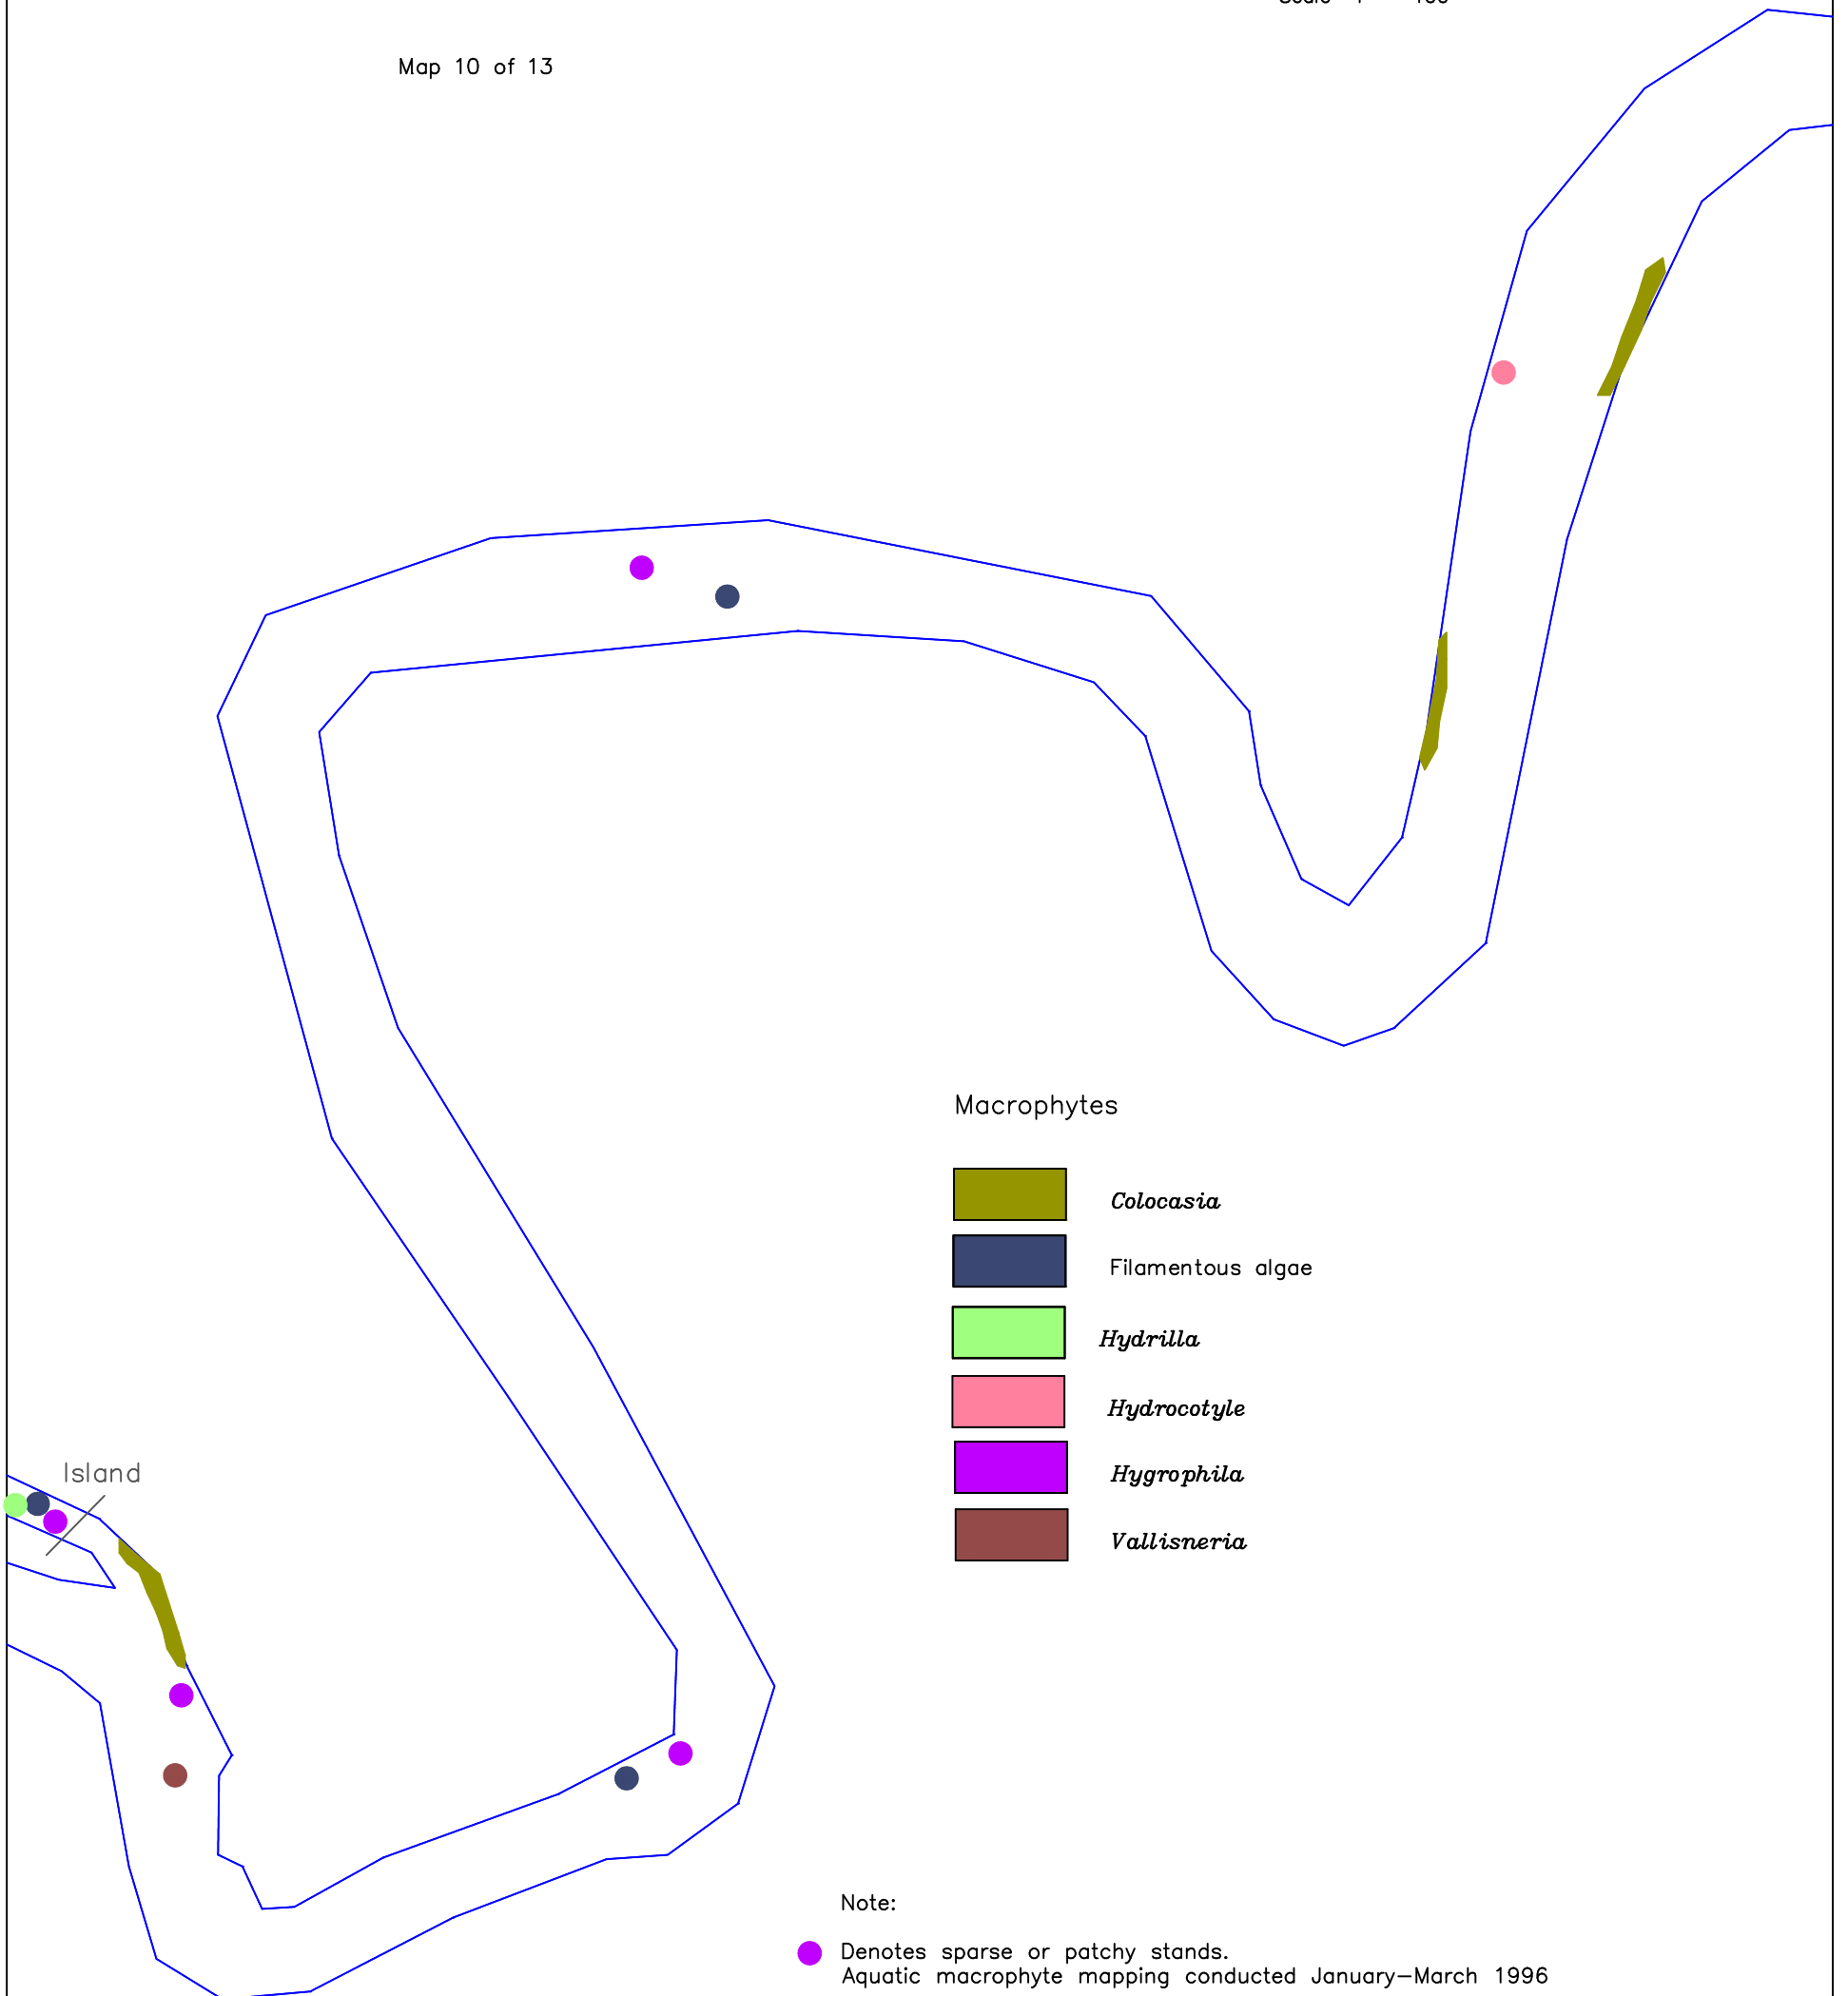 Map 10 of 13
Macrophytes
Colocasia
Filamentous algae
Hydrilla
Hydrocotyle
Hygrophila
Vallisneria
Island
Note:
Denotes sparse or patchy stands.
Aquatic macrophyte mapping conducted January–March 1996